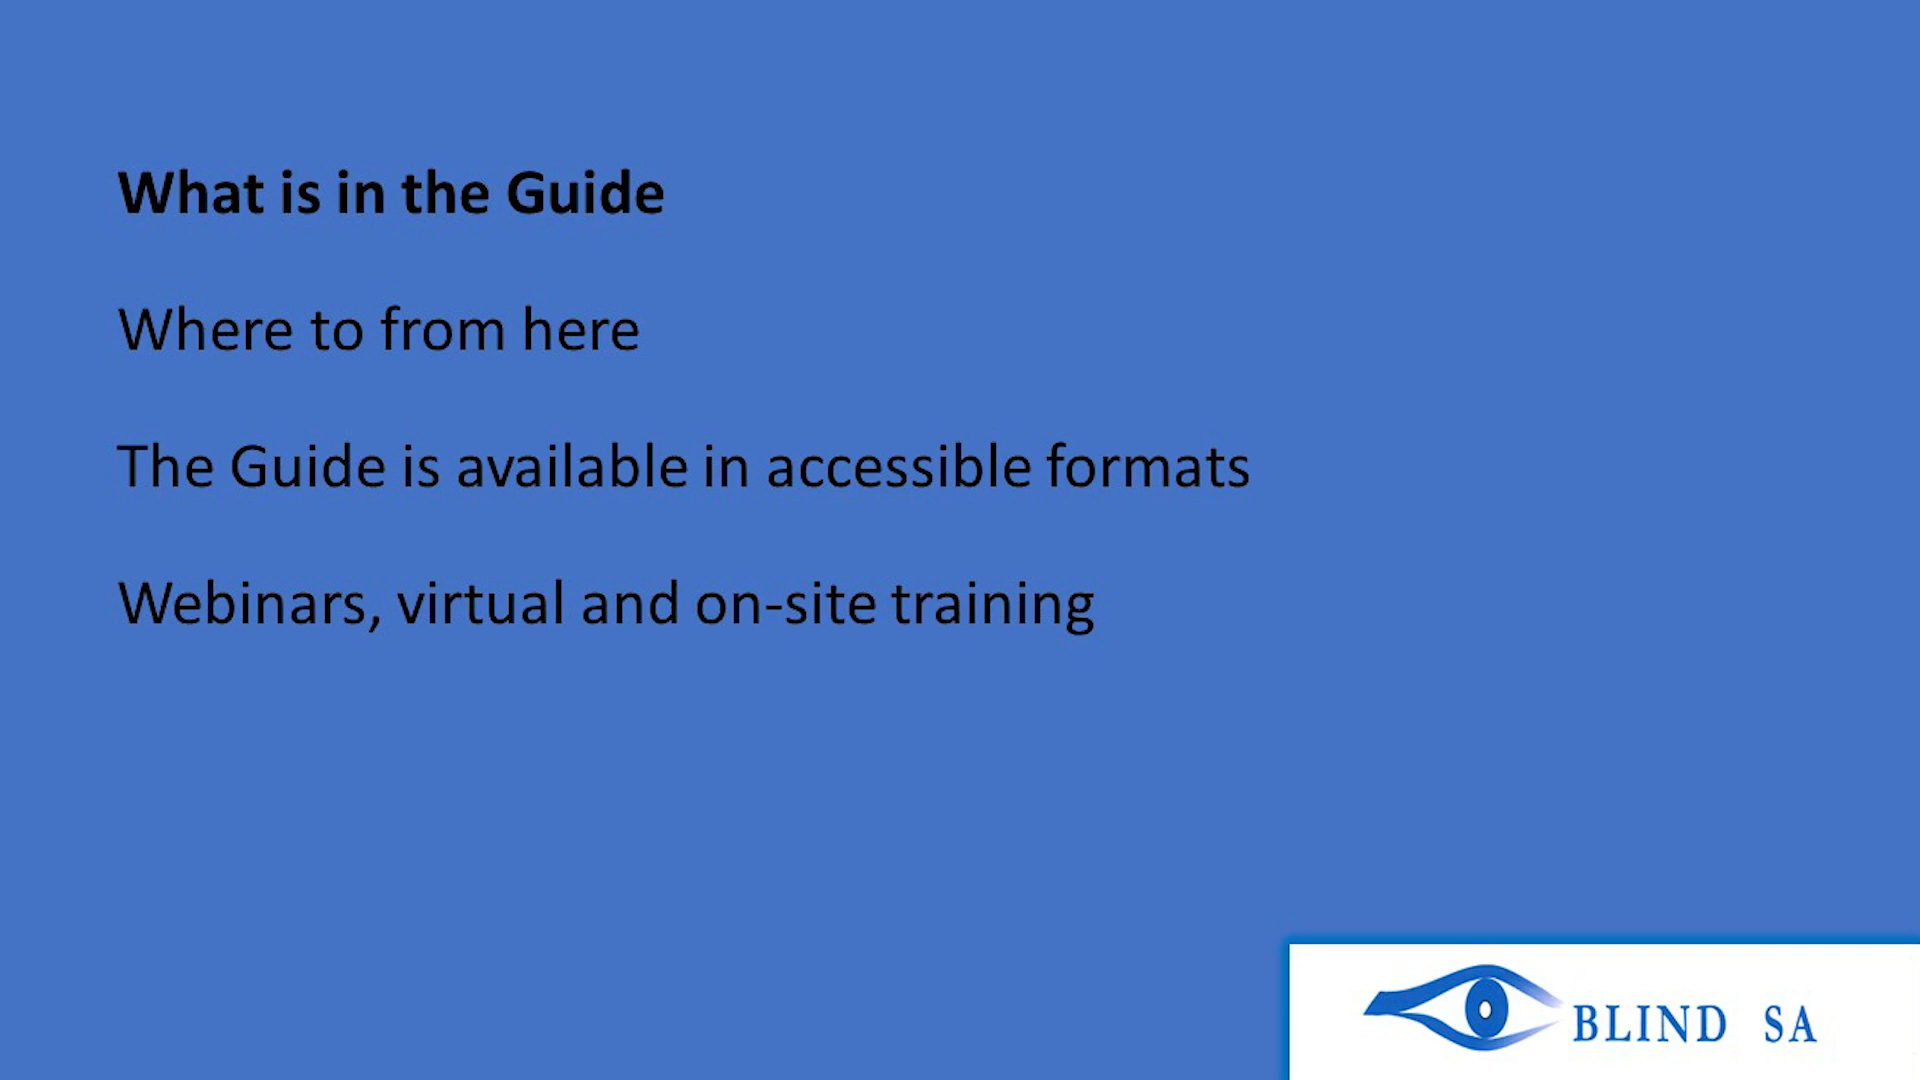 What is in the Guide
Where to from here
The Guide is available in accessible formats
Webinars, virtual and on-site training
BLIND SA